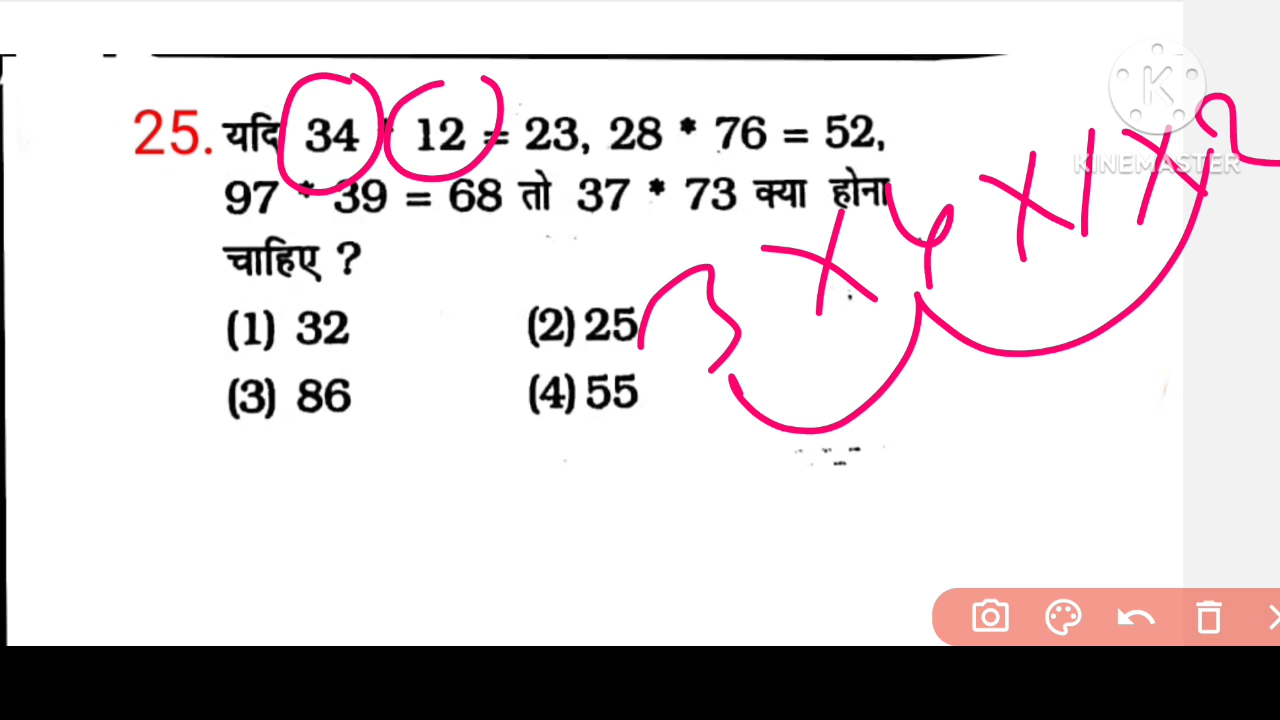 25. यदि 34 * 12 = 23, 28 * 76 = 52,
97 * 39 = 68 तो 37 * 73 क्या होना
चाहिए ?
(1) 32 (2) 25
(3) 86 (4) 55
K
KINEMASTER
3 X 4 X 1 X 2